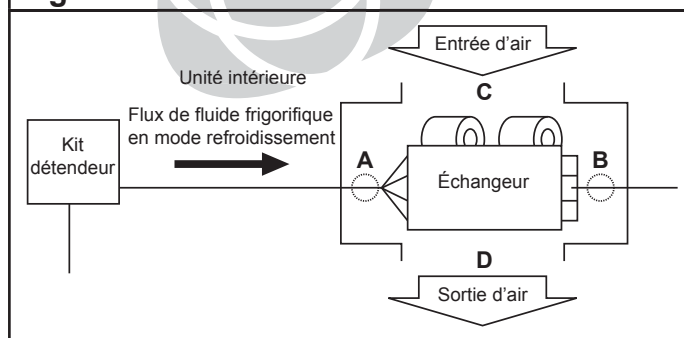 Entrée d'air
Unité intérieure
C
Flux de fluide frigorifique
en mode refroidissement
Kit
détendeur
A
Échangeur
B
D
Sortie d'air